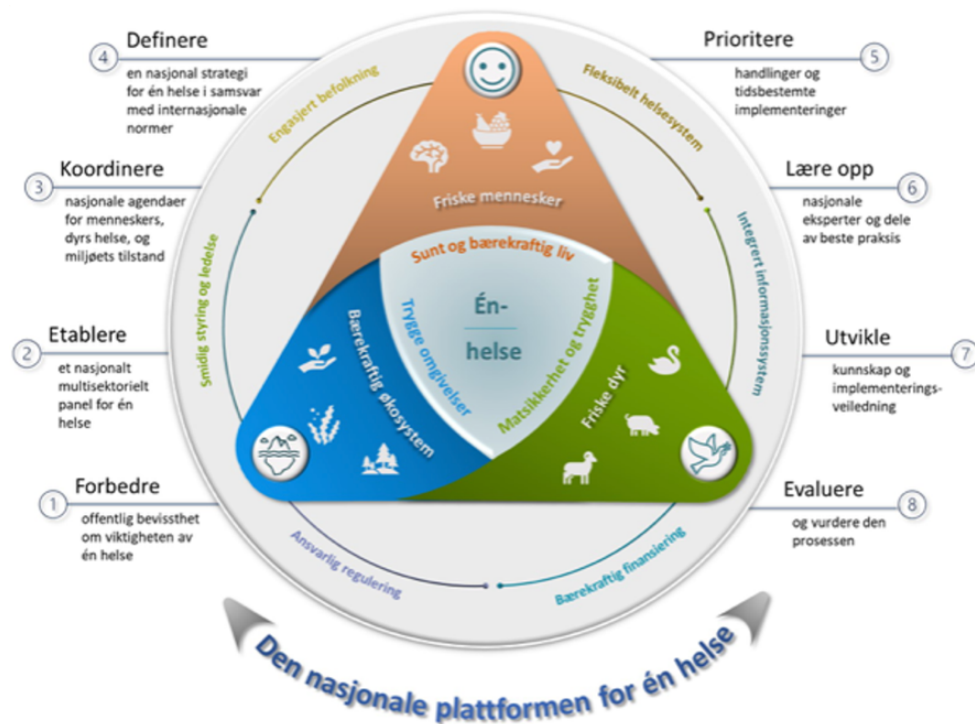 Definere
4
en nasjonal strategi
for én helse i samsvar
med internasjonale
normer
Koordinere
3
nasjonale agendaer
for menneskers,
dyrs helse, og
miljøets tilstand
Etablere
2
et nasjonalt
multisektorielt
panel for én
helse
Forbedre
1
offentlig bevissthet
om viktigheten av
én helse
Engasjert befolkning
Fleksibelt helsesystem
Smidig styring og ledelse
Integrert informasjonssystem
Ansvarlig regulering
Bærekraftig finansiering
Friske mennesker
Sunt og bærekraftig liv
Bærekraftig økosystem
Trygge omgivelser
Én-
helse
Matsikkerhet og trygghet
Friske dyr
Prioritere
5
handlinger og
tidsbestemte
implementeringer
Lære opp
6
nasjonale
eksperter og dele
av beste praksis
Utvikle
7
kunnskap og
implementerings-
veiledning
Evaluere
8
og vurdere den
prosessen
Den nasjonale plattformen for én helse